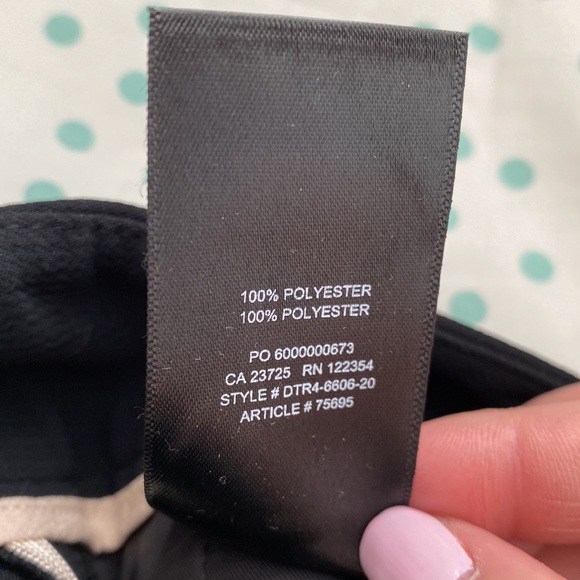 100% POLYESTER
100% POLYESTER
PO 6000000673
CA 23725 RN 122354
STYLE # DTR4-6606-20
ARTICLE # 75695